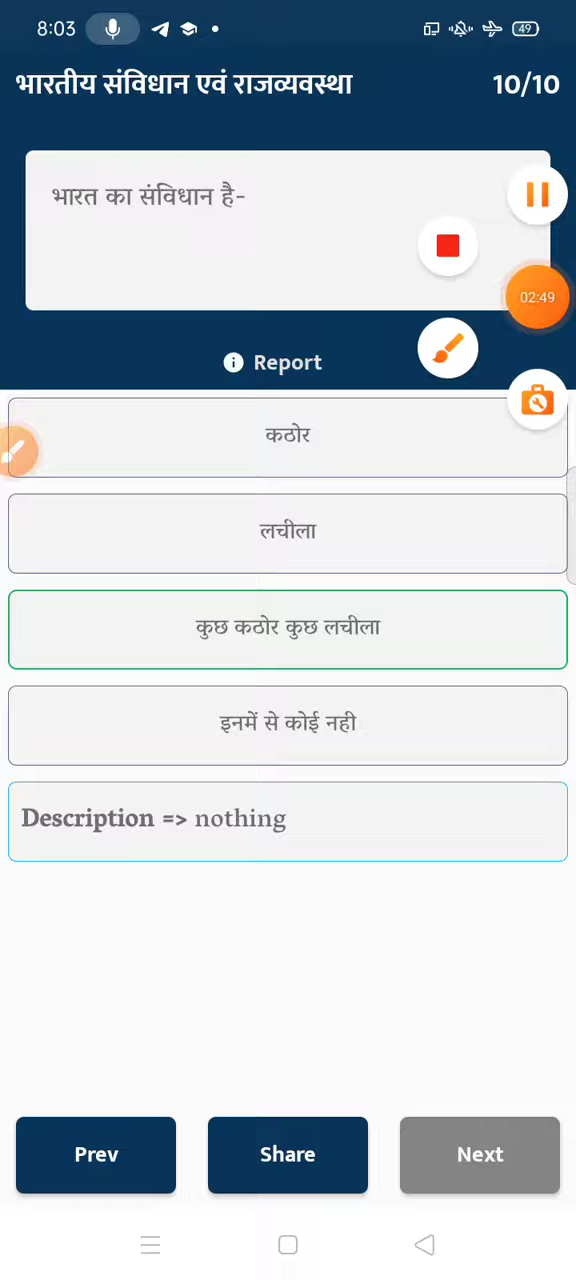 8:03
49
भारतीय संविधान एवं राजव्यवस्था 10/10
भारत का संविधान है-
02:49
Report
कठोर
लचीला
कुछ कठोर कुछ लचीला
इनमें से कोई नही
Description => nothing
Prev Share Next